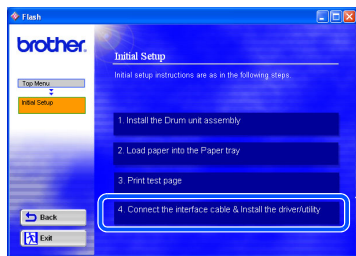 Flash
brother.
Initial Setup
Initial setup instructions are as in the following steps.
Top Menu
Initial Setup
1. Install the Drum unit assembly
2. Load paper into the Paper tray
3. Print test page
4. Connect the interface cable & Install the driver/utility
Back
Exit